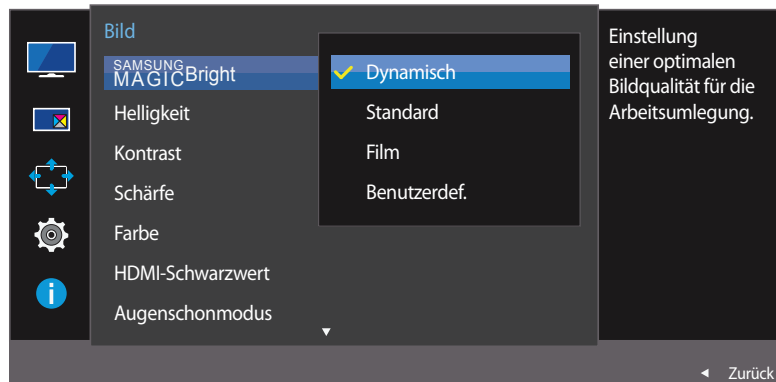 Bild
SAMSUNG
MAGICBright
Helligkeit
Kontrast
Schärfe
Farbe
HDMI-Schwarzwert
Augenschonmodus
Dynamisch
Standard
Film
Benutzerdef.
Einstellung
einer optimalen
Bildqualität für die
Arbeitsumlegung.
Zurück